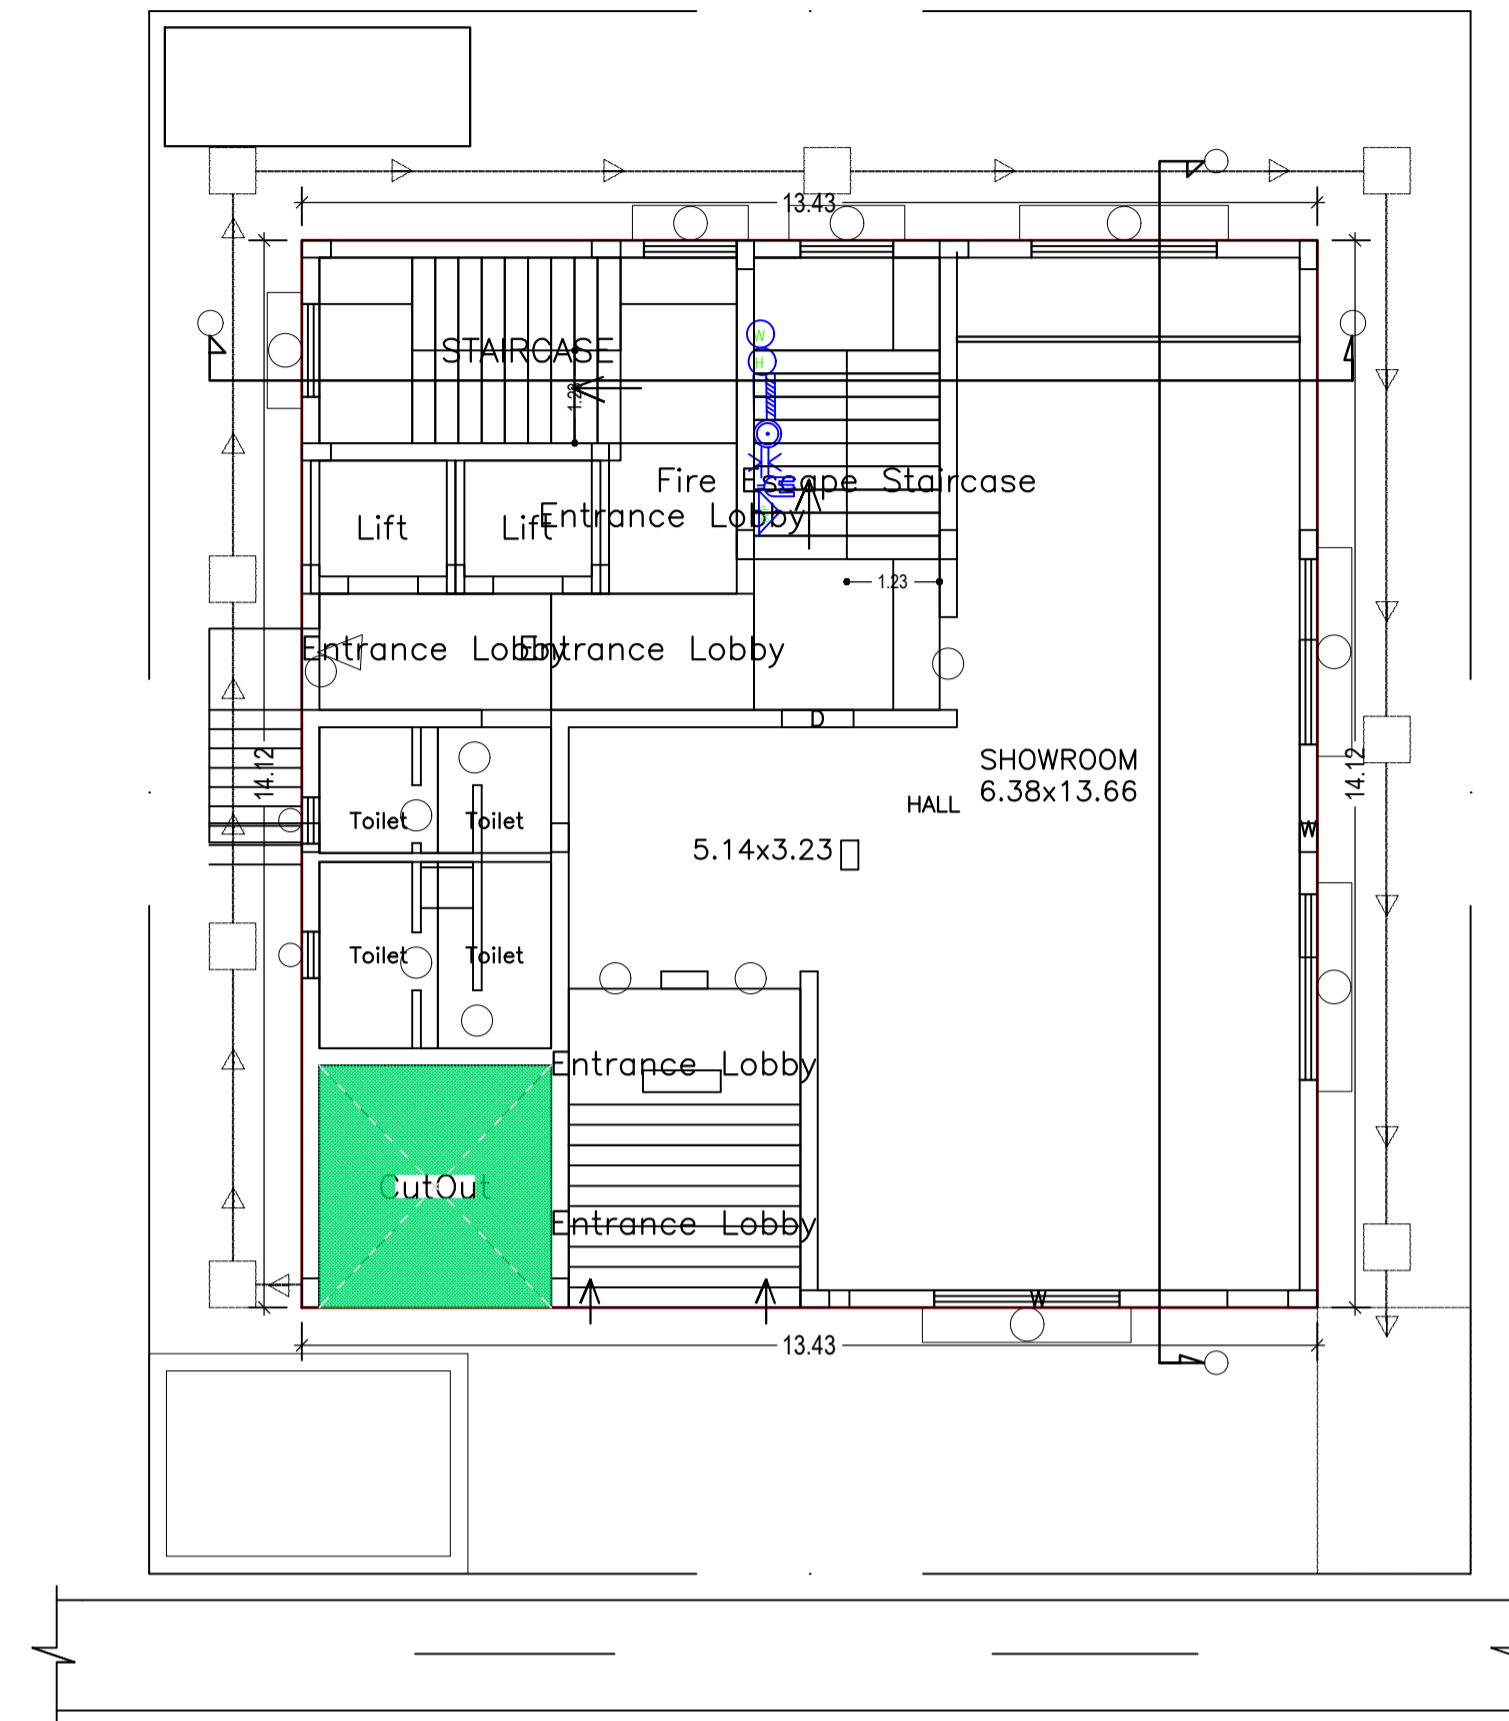 13.43
W
H
STAIRCASE
1.23
Fire Escape Staircase
Entrance Lobby
Lift
Lift
1.23
Entrance Lobby
Entrance Lobby
D
SHOWROOM
6.38x13.66
HALL
14.12
14.12
Toilet
Toilet
W
5.14x3.23
Toilet
Toilet
Entrance Lobby
CutOut
Entrance Lobby
W
13.43